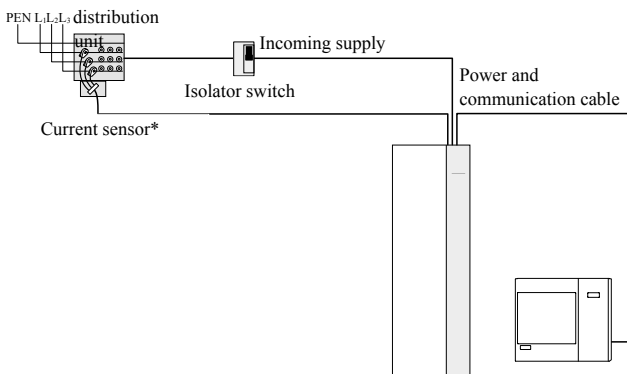 PEN L1L2L3 distribution
unit
Incoming supply
Isolator switch
Power and
communication cable
Current sensor*